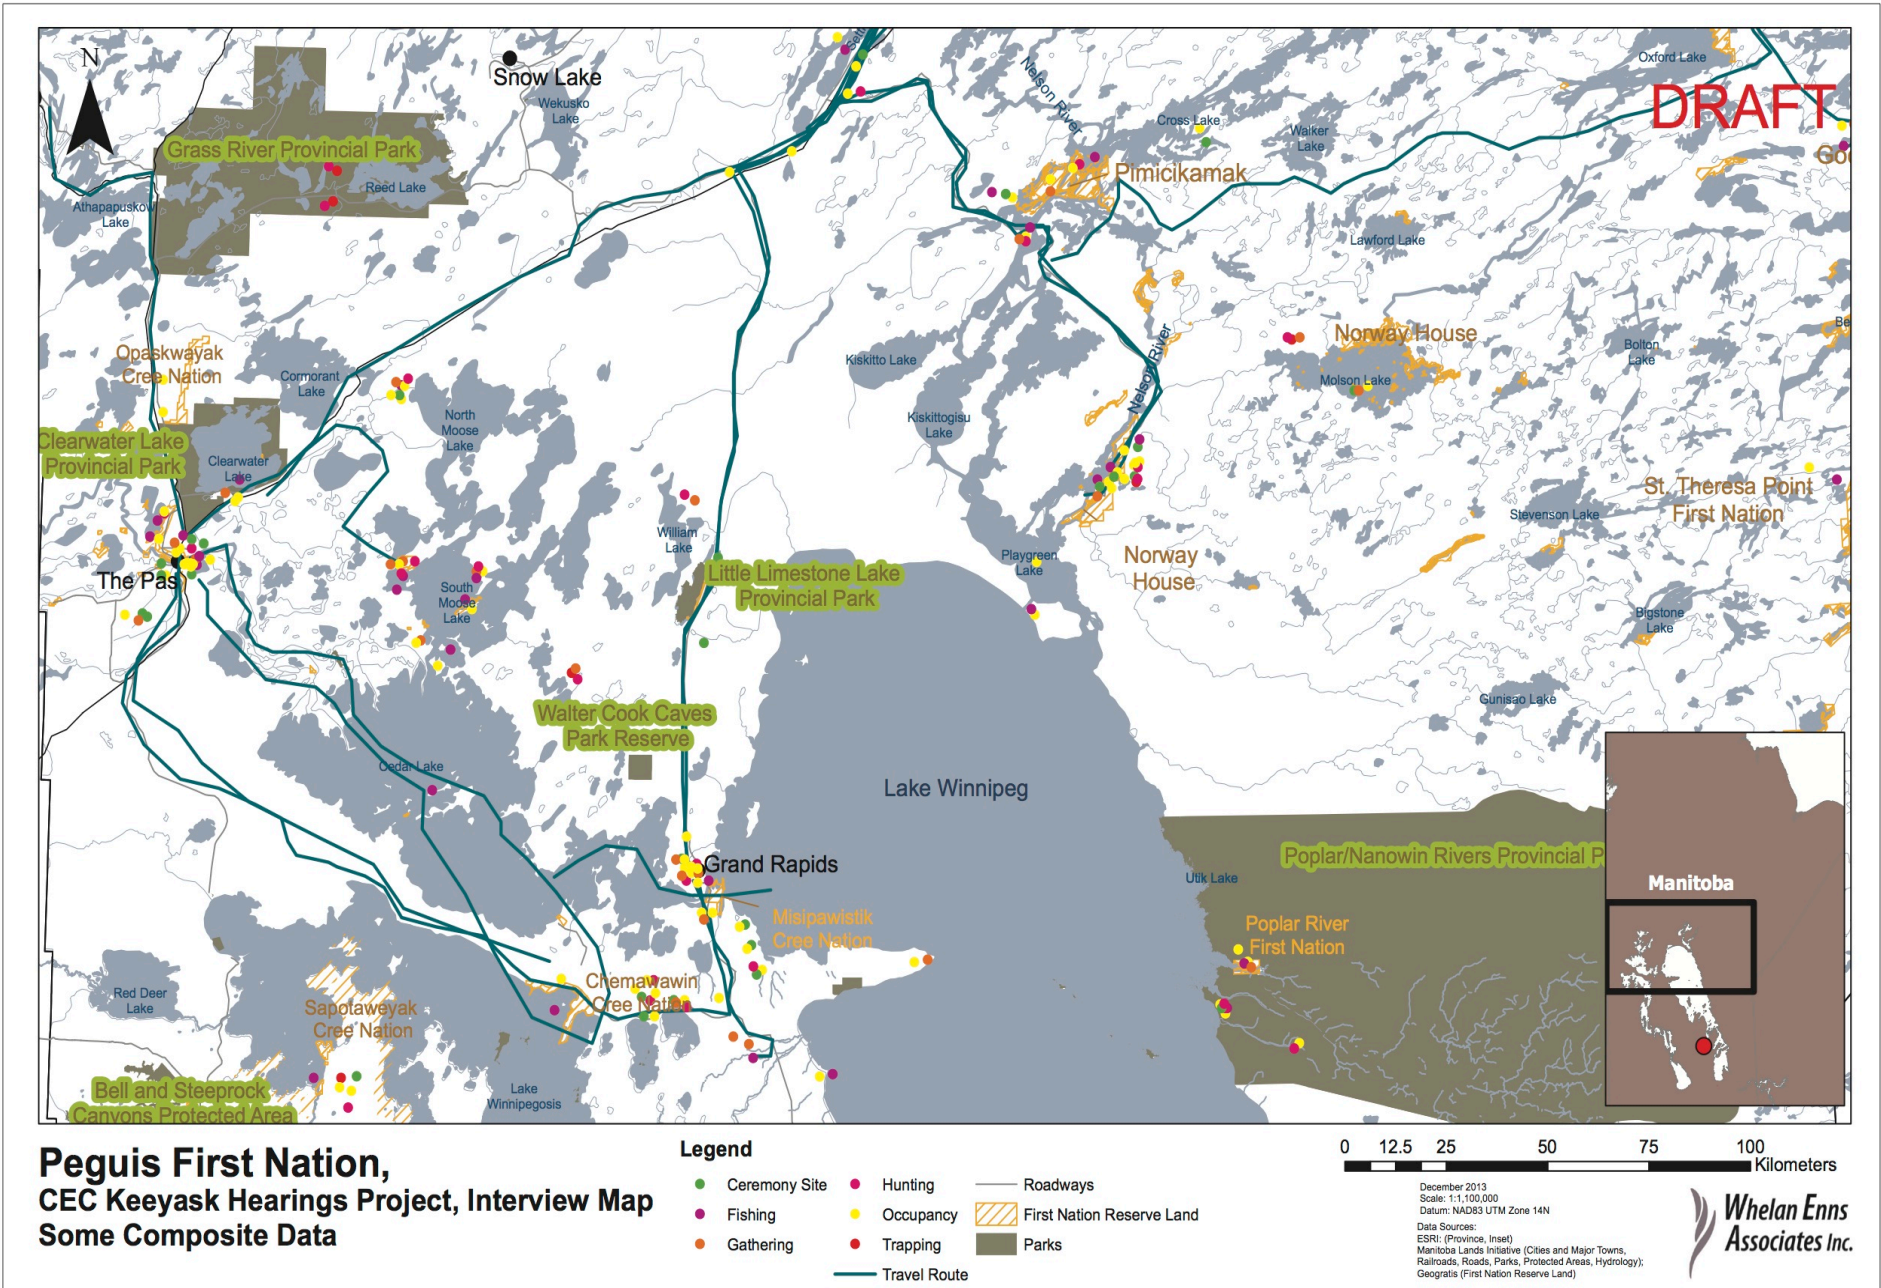 N
Snow Lake
Wekusko
Lake
Seth
Nelson River
Oxford Lake
DRAFT
Cross Lake
Walker
Lake
Grass River Provincial Park
Reed Lake
Pimicikamak
Athapapuskow
Lake
Lawford Lake
Opaskwayak
Cree Nation
Cormorant
Lake
Kiskitto Lake
Nelson River
Norway House
Molson Lake
Bolton
Lake
Be
North
Moose
Lake
Kiskittogisu
Lake
Clearwater Lake
Provincial Park
Clearwater
Lake
St. Theresa Point
First Nation
Stevenson Lake
William
Lake
Playgreen
Lake
Norway
House
The Pas
South
Moose
Lake
Little Limestone Lake
Provincial Park
Bigstone
Lake
Gunisao Lake
Walter Cook Caves
Park Reserve
Cedar Lake
Lake Winnipeg
Grand Rapids
Poplar/Nanowin Rivers Provincial P
Utik Lake
Manitoba
Misipawistik
Cree Nation
Poplar River
First Nation
Red Deer
Lake
Sapotaweyak
Cree Nation
Chemawawin
Cree Nation
Bell and Steeprock
Canyons Protected Area
Lake
Winnipegosis
Peguis First Nation,
CEC Keeyask Hearings Project, Interview Map
Some Composite Data
Legend
Ceremony Site
Fishing
Gathering
Hunting
Occupancy
Trapping
Travel Route
Roadways
First Nation Reserve Land
Parks
0 12.5 25 50 75 100
Kilometers
December 2013
Scale: 1:1,100,000
Datum: NAD83 UTM Zone 14N
Data Sources:
ESRI: (Province, Inset)
Manitoba Lands Initiative (Cities and Major Towns,
Railroads, Roads, Parks, Protected Areas, Hydrology);
Geogratis (First Nation Reserve Land)
Whelan Enns
Associates Inc.